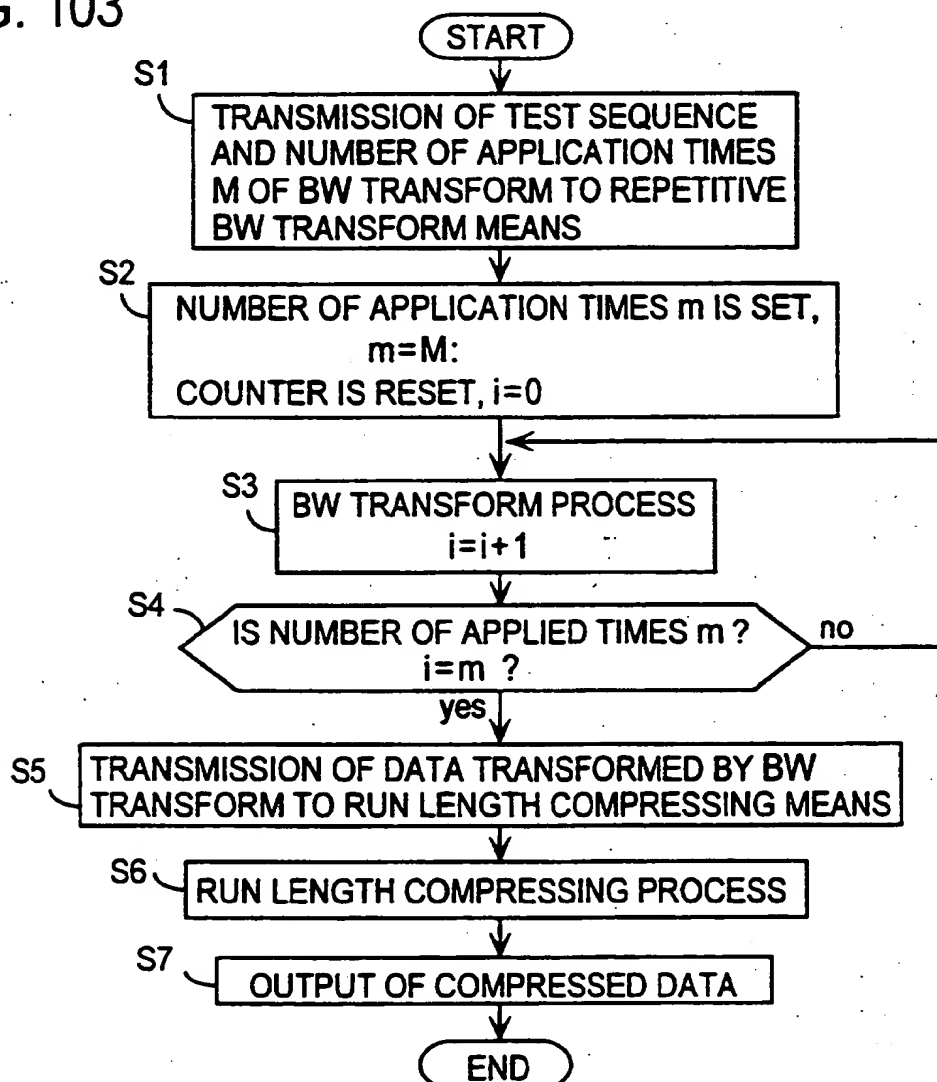 G. 103
START
S1
TRANSMISSION OF TEST SEQUENCE
AND NUMBER OF APPLICATION TIMES
M OF BW TRANSFORM TO REPETITIVE
BW TRANSFORM MEANS
S2
NUMBER OF APPLICATION TIMES m IS SET,
m=M:
COUNTER IS RESET, i=0
S3
BW TRANSFORM PROCESS
i=i+1
S4
IS NUMBER OF APPLIED TIMES m ?
i=m ?
no
yes
S5
TRANSMISSION OF DATA TRANSFORMED BY BW
TRANSFORM TO RUN LENGTH COMPRESSING MEANS
S6
RUN LENGTH COMPRESSING PROCESS
S7
OUTPUT OF COMPRESSED DATA
END